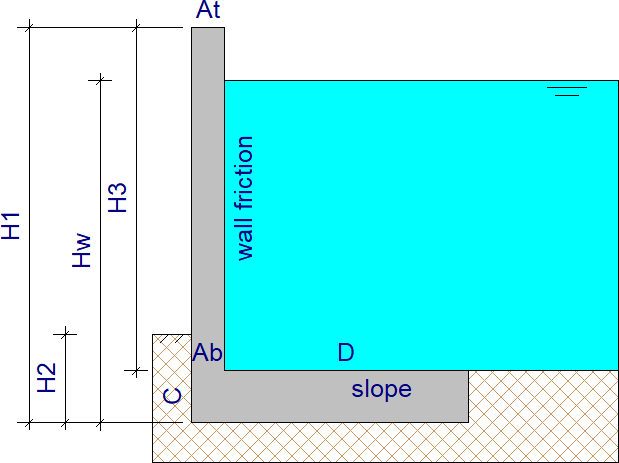 At
H1
Hw
H3
wall friction
H2
Ab
D
C
slope